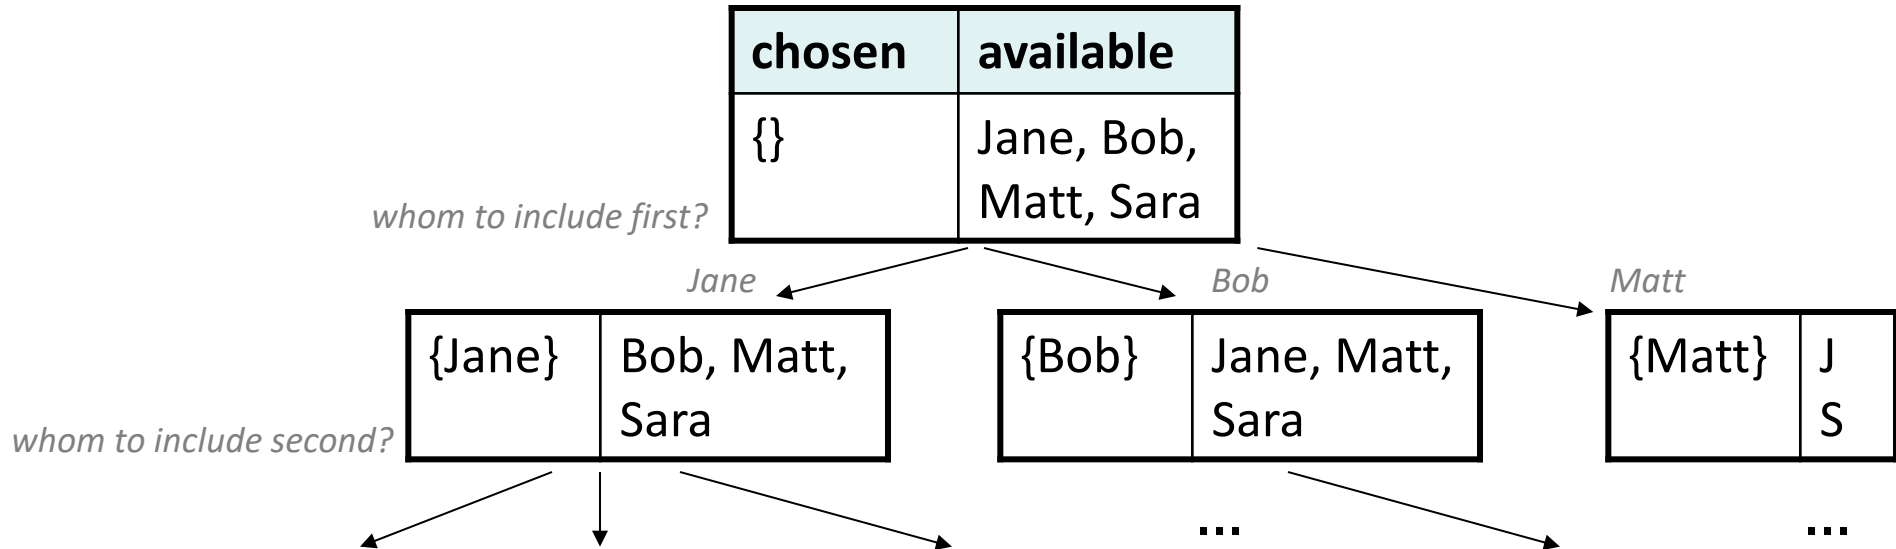 chosen available
{} Jane, Bob,
Matt, Sara
whom to include first?
Jane Bob Matt
{Jane} Bob, Matt,
Sara
{Bob} Jane, Matt,
Sara
{Matt} J
S
whom to include second?
... ...